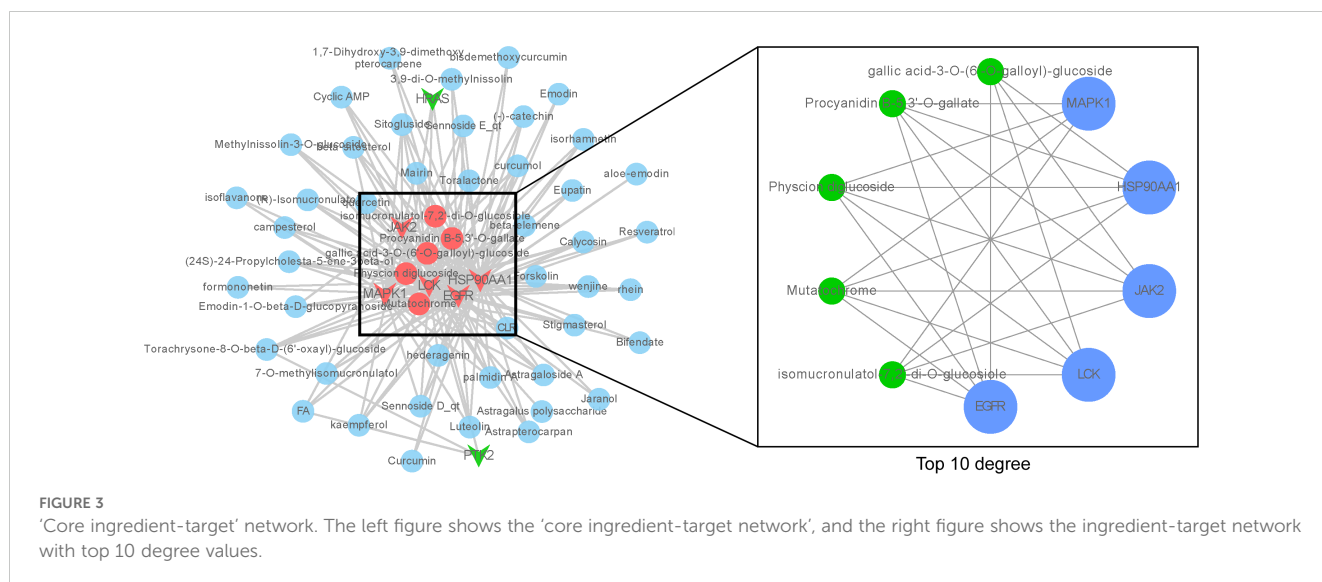 1,7-Dihydroxy-3,9-dimethoxy
pterocarpene
bisdemethoxycurcumin
3,9-di-O-methylnissolin
Cyclic AMP
HRAS
Emodin
Sitogluside
Sennoside E_qt
(-)-catechin
Methylnissolin-3-O-glucoside
beta-sitosterol
isorhamnetin
Mairin
Toralactone
curcumol
aloe-emodin
isoflavanone
(R)-Isomucronulatol
quercetin
Eupatin
isomucronulatol-7,2'-di-O-glucosiole
campesterol
JAK2
beta-elemene
Resveratrol
Procyanidin B-5,3'-O-gallate
Calycosin
gallic acid-3-O-(6'-O-galloyl)-glucoside
(24S)-24-Propylcholesta-5-ene-3beta-ol
Physcion diglucoside
HSP90AA1
Forskolin
formononetin
LCK
wenjine
rhein
MAPK1
EGFR
Mutatochrome
Emodin-1-O-beta-D-glucopyranoside
CLR
Stigmasterol
Bifendate
Torachrysone-8-O-beta-D-(6'-oxayl)-glucoside
hederagenin
7-O-methylisomucronulatol
Astragaloside A
Jaranol
FA
Sennoside D_qt
Astragalus polysaccharide
kaempferol
Luteolin
Astrapterocarpan
Curcumin
PTK2
gallic acid-3-O-(6'-O-galloyl)-glucoside
Procyanidin B-5,3'-O-gallate
MAPK1
Physcion diglucoside
HSP90AA1
Mutatochrome
JAK2
isomucronulatol-7,2'-di-O-glucosiole
LCK
EGFR
Top 10 degree
FIGURE 3
‘Core ingredient-target’ network. The left figure shows the ‘core ingredient-target network’, and the right figure shows the ingredient-target network
with top 10 degree values.